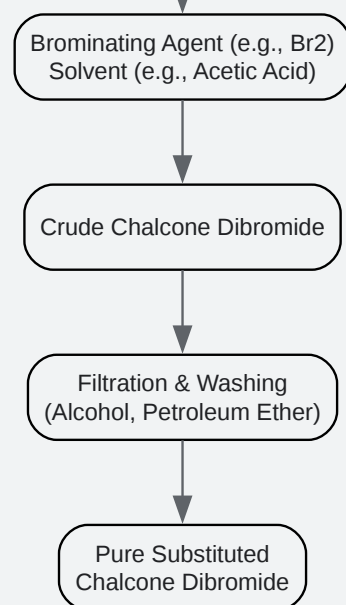 Brominating Agent (e.g., Br2)
Solvent (e.g., Acetic Acid)
Crude Chalcone Dibromide
Filtration & Washing
(Alcohol, Petroleum Ether)
Pure Substituted
Chalcone Dibromide